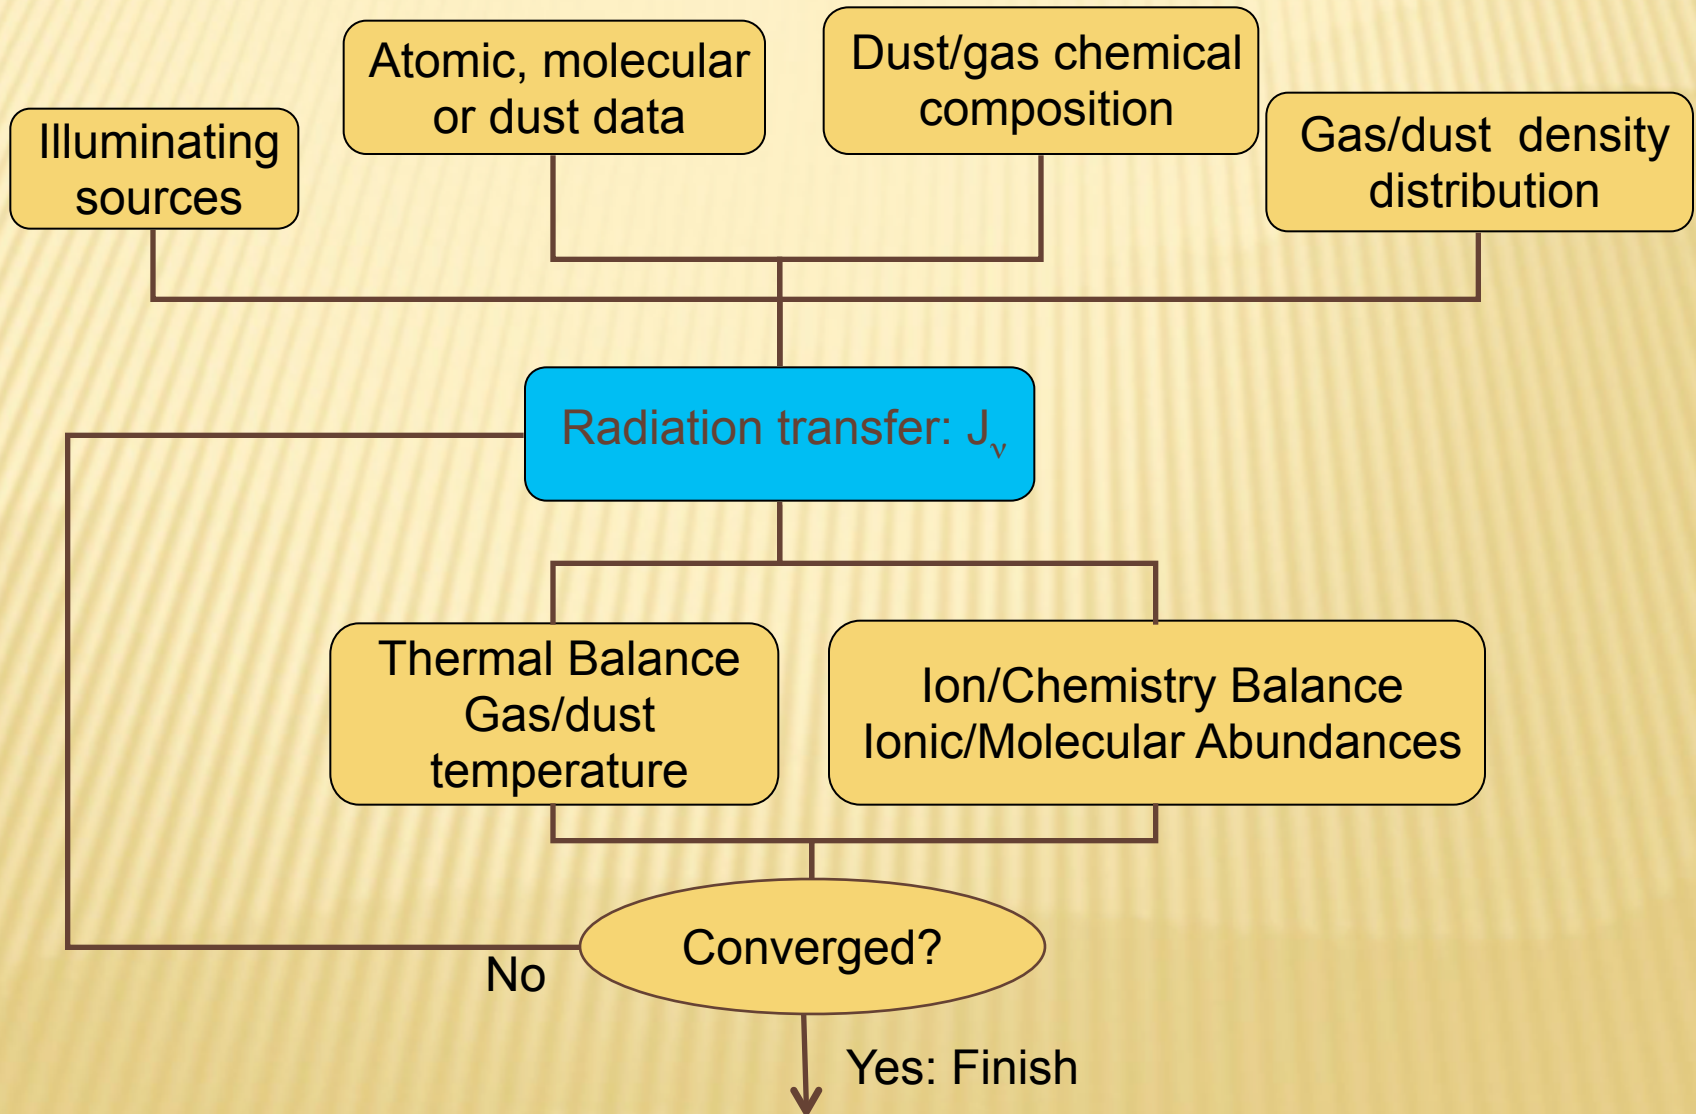 Illuminating
sources
Atomic, molecular
or dust data
Dust/gas chemical
composition
Gas/dust density
distribution
Radiation transfer: Jν
Thermal Balance
Gas/dust
temperature
Ion/Chemistry Balance
Ionic/Molecular Abundances
Converged?
No
Yes: Finish